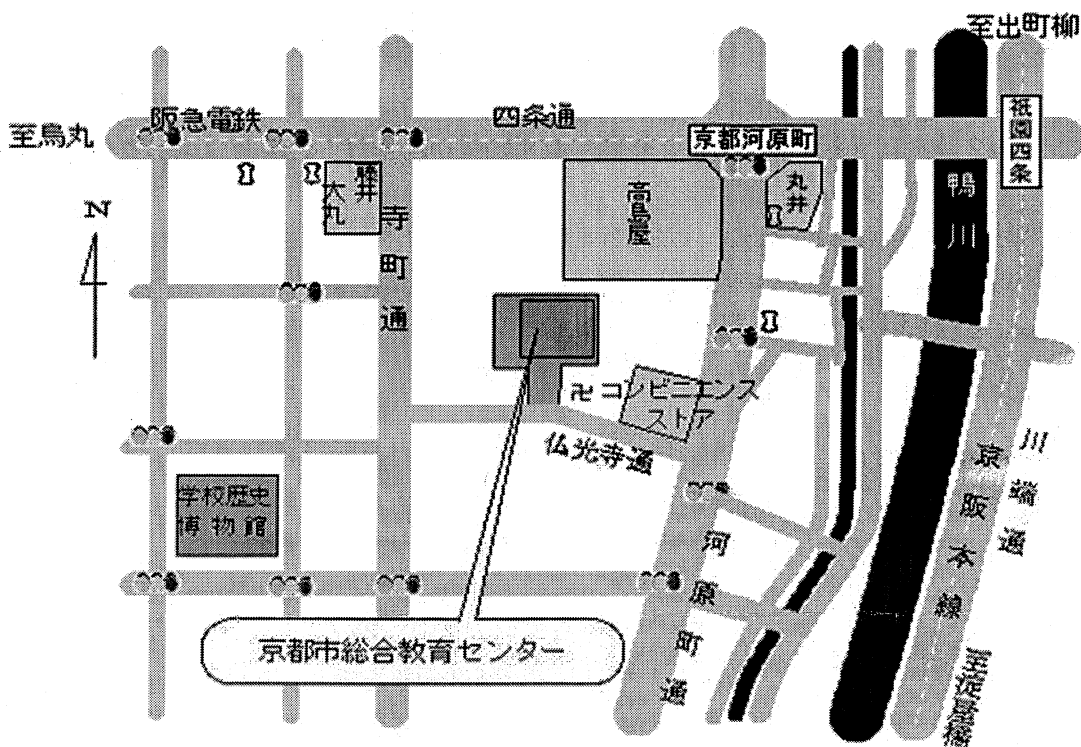 至出町柳
阪急電鉄
四条通
至烏丸
京都河原町
祇園四条
藤井
大丸
高島屋
丸井
鴨川
N
寺町通
卍
コンビニエンス
ストア
仏光寺通
学校歴史
博物館
京阪本線
川端通
河原町通
京都市総合教育センター
至淀屋橋